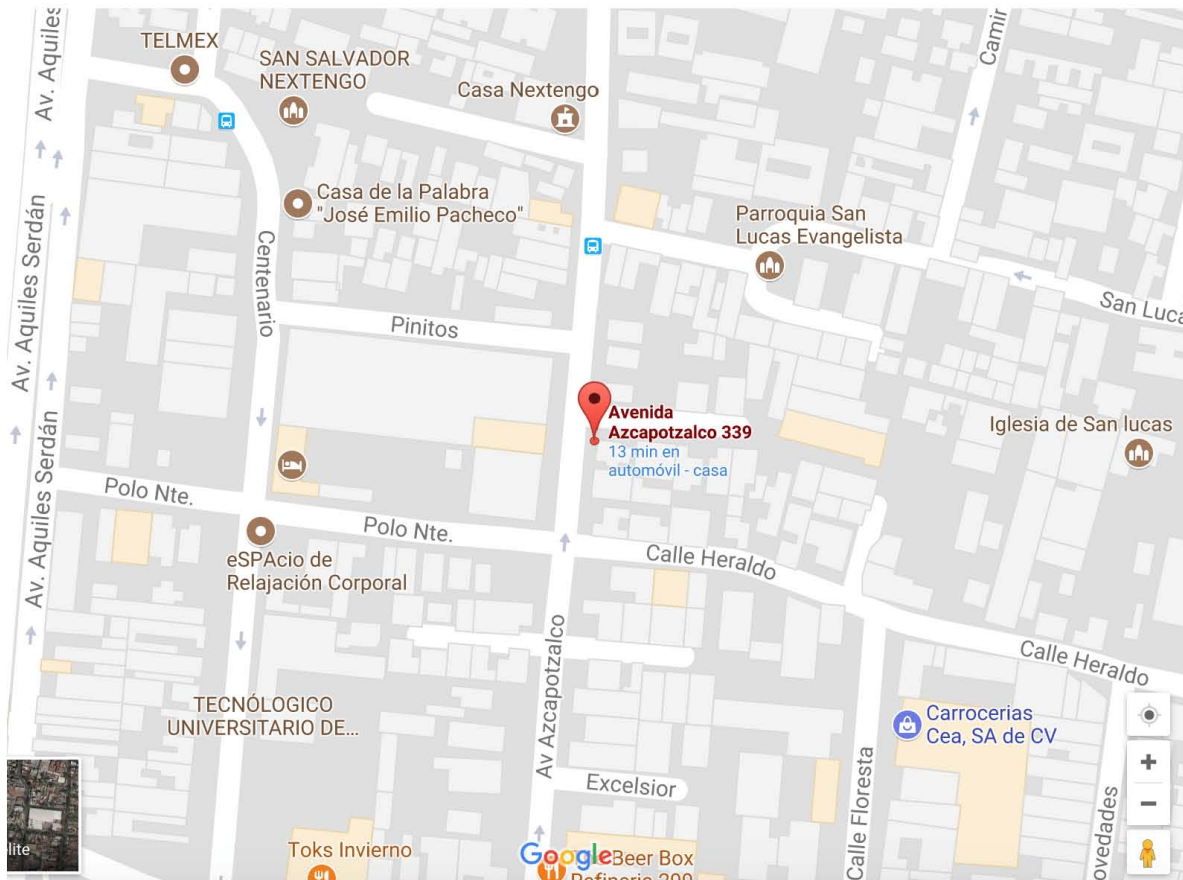 Av. Aquiles
TELMEX
SAN SALVADOR
NEXTENGO
Casa Nextengo
Camir
Casa de la Palabra
"José Emilio Pacheco"
Parroquia San
Lucas Evangelista
Av. Aquiles Serdán
Centenario
Pinitos
San Luca
Avenida
Azcapotzalco 339
13 min en
automóvil - casa
Iglesia de San lucas
Av. Aquiles Serdán
Polo Nte.
Polo Nte.
Calle Heraldo
eSPAcio de
Relajación Corporal
Av Azcapotzalco
Calle Heraldo
TECNÓLOGICO
UNIVERSITARIO DE...
Carrocerias
Cea, SA de CV
Excelsior
Calle Floresta
ovedades
elite
Toks Invierno
Google
Beer Box
Refinería 299